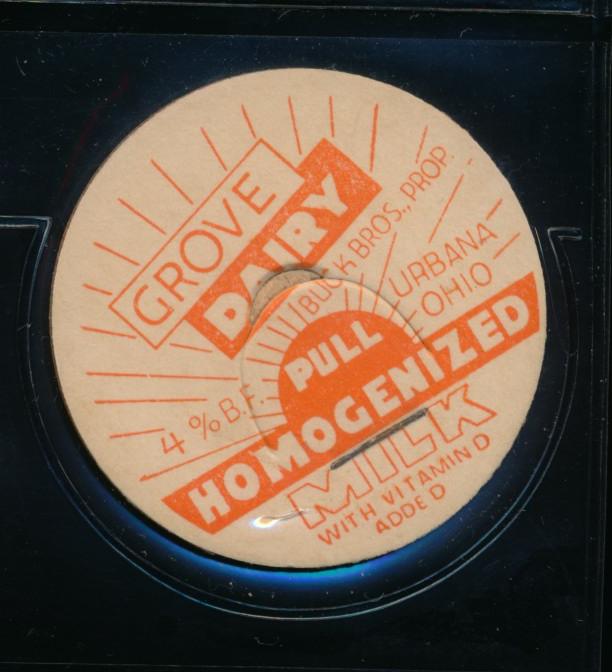 GROVE
DAIRY
BUCK BROS., PROP.
URBANA
OHIO
4% B.F.
PULL
HOMOGENIZED
MILK
WITH VITAMIN D
ADDED